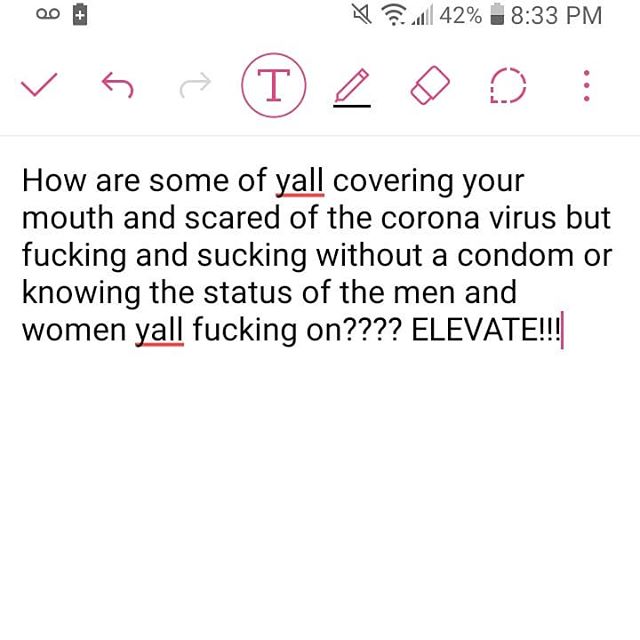 42% 8:33 PM
T
How are some of yall covering your
mouth and scared of the corona virus but
fucking and sucking without a condom or
knowing the status of the men and
women yall fucking on???? ELEVATE!!!